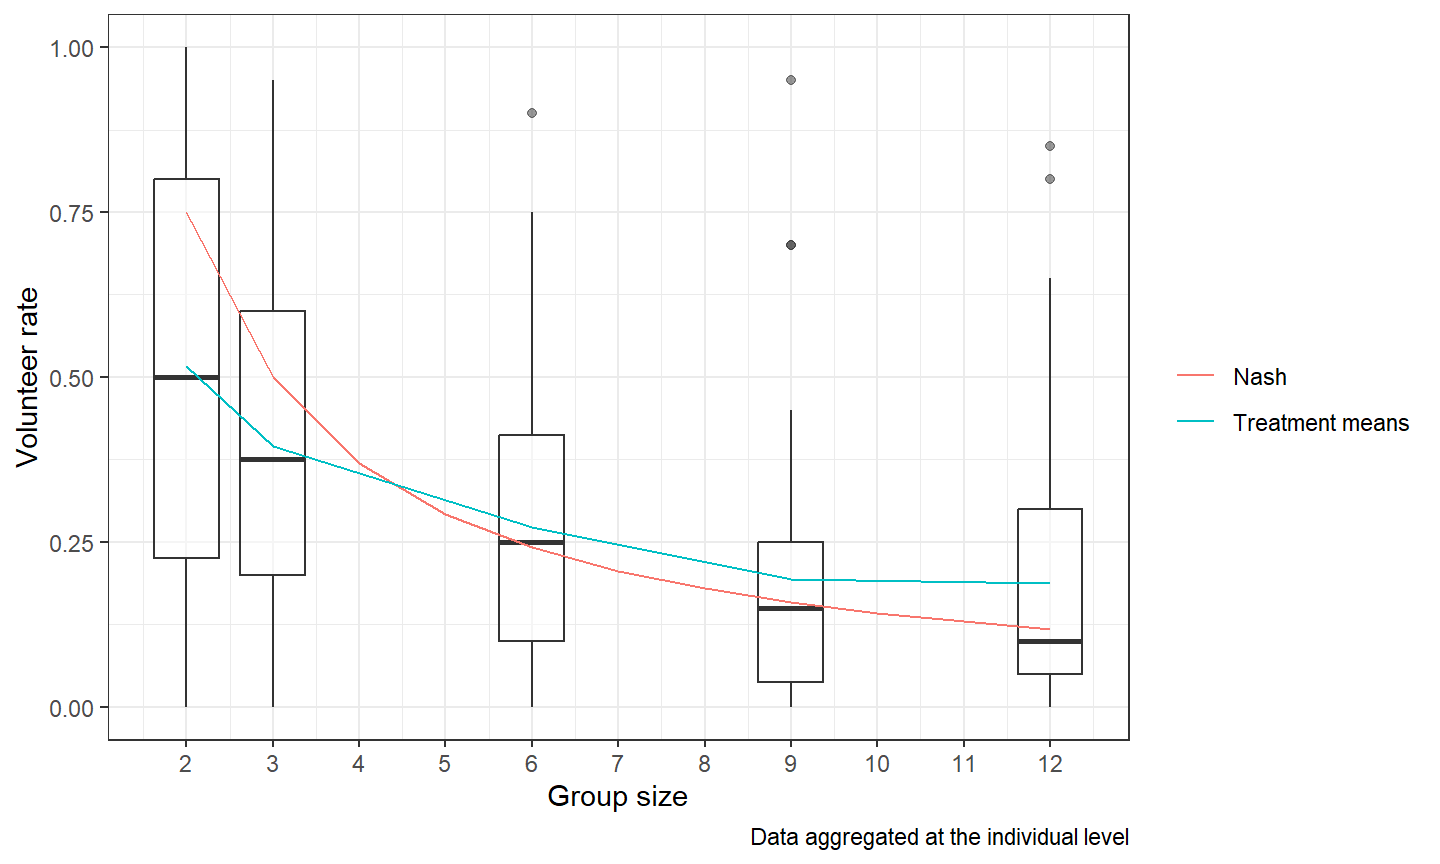 Volunteer rate
1.00
0.75
0.50
0.25
0.00
2 3 4 5 6 7 8 9 10 11 12
Group size
Data aggregated at the individual level
Nash
Treatment means